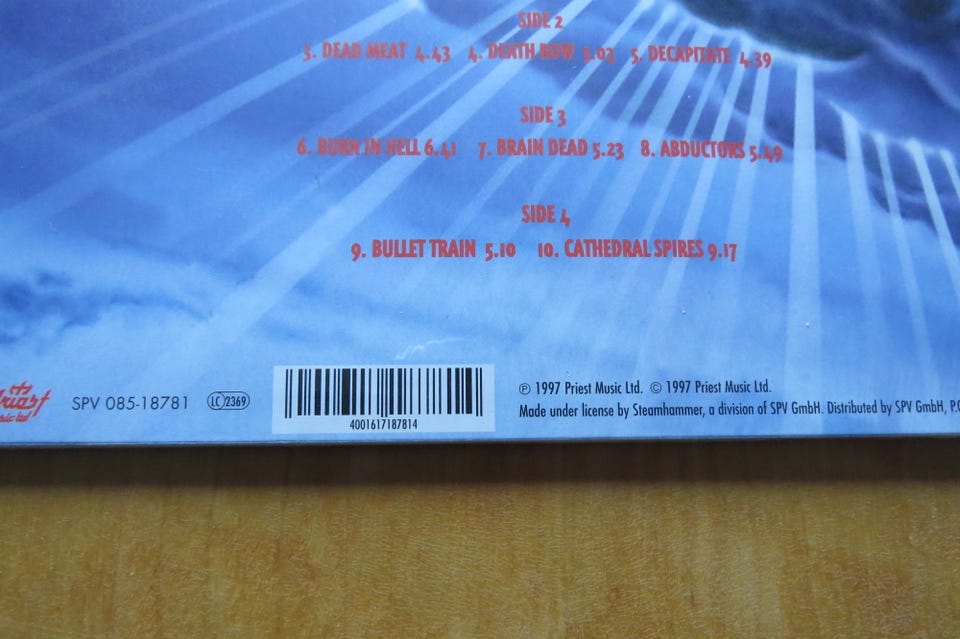 SIDE 2
3. DEAD MEAT 4.43 4. DEATH ROW 5.03 5. DECAPITATE 4.39
SIDE 3
6. BURN IN HELL 6.41 7. BRAIN DEAD 5.23 8. ABDUCTORS 5.49
SIDE 4
9. BULLET TRAIN 5.10 10. CATHEDRAL SPIRES 9.17
SPV 085-18781 LC 2369
4001617187814
℗ 1997 Priest Music Ltd. © 1997 Priest Music Ltd.
Made under license by Steamhammer, a division of SPV GmbH. Distributed by SPV GmbH, P.O